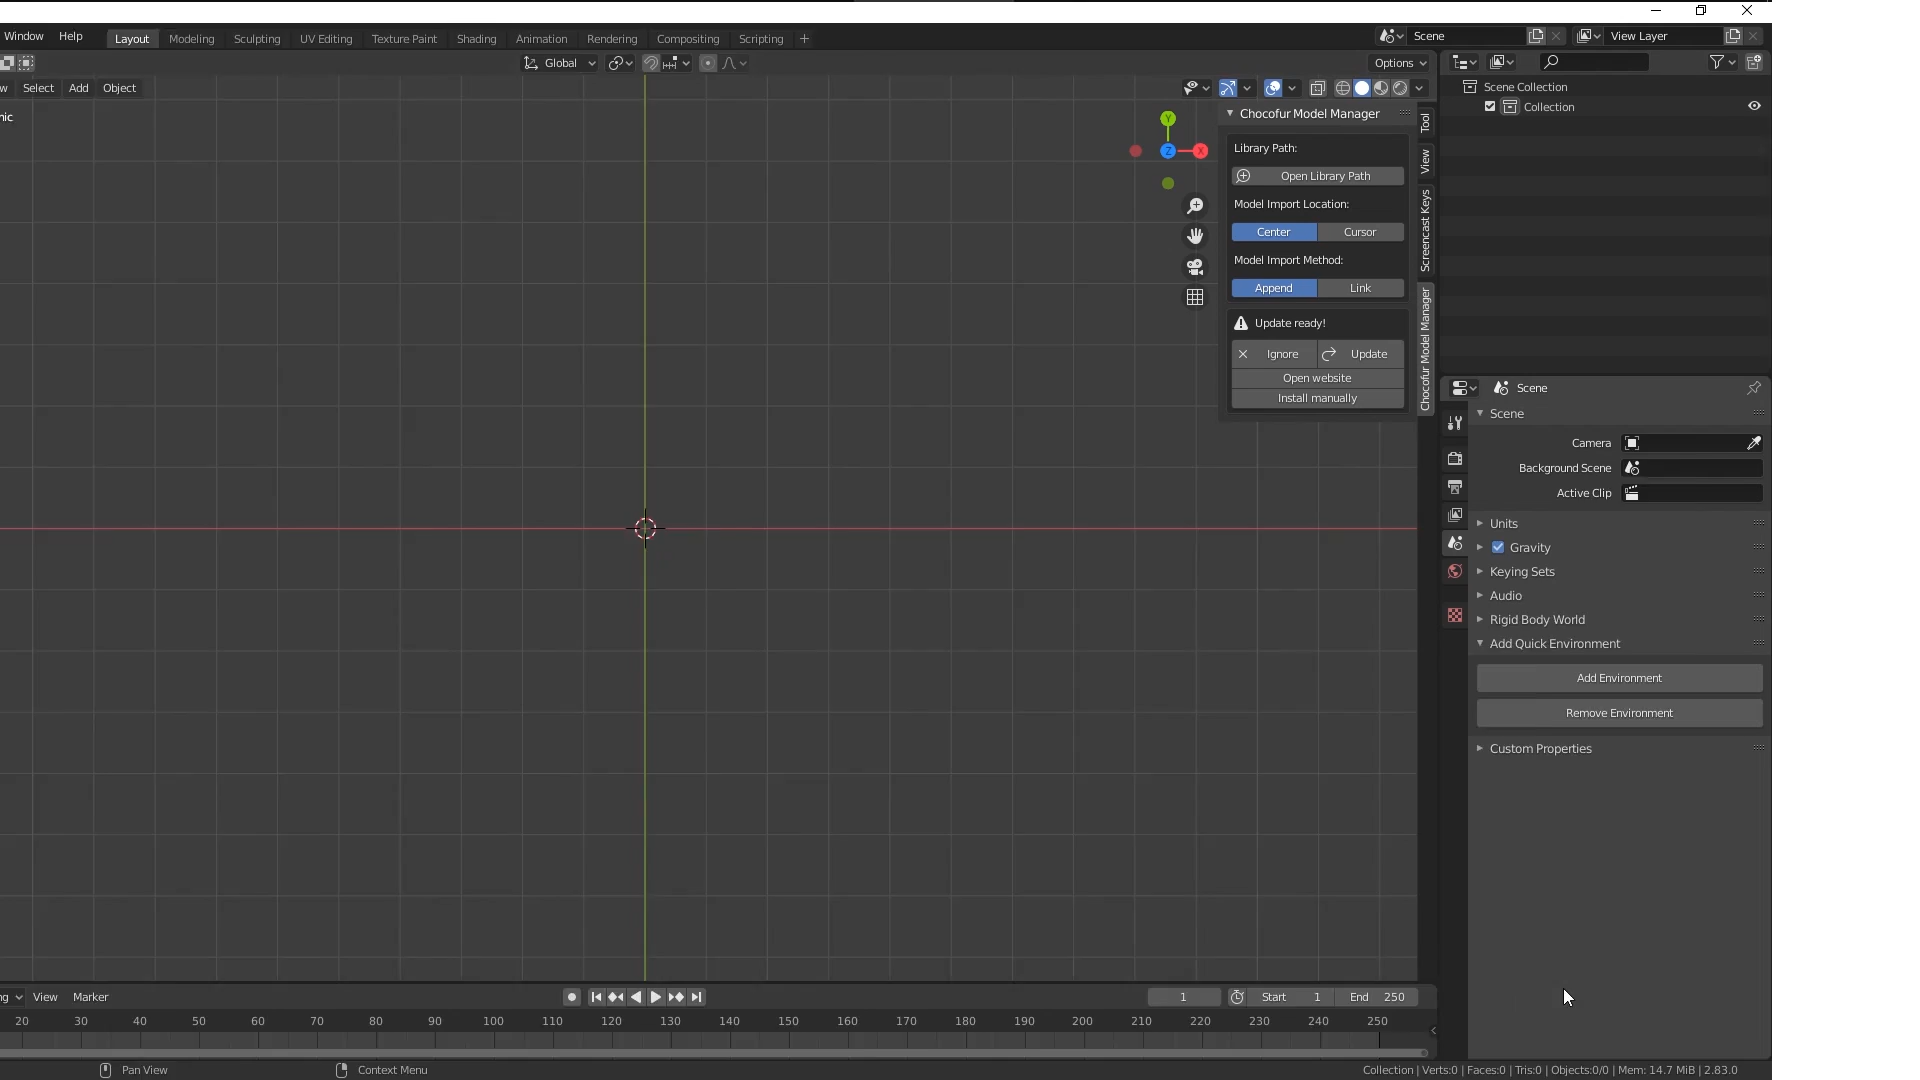 Window Help Layout Modeling Sculpting UV Editing Texture Paint Shading Animation Rendering Compositing Scripting + Scene View Layer
Global Options
w Select Add Object
nic
Y
Z X
Chocofur Model Manager
Library Path:
Open Library Path
Model Import Location:
Center Cursor
Model Import Method:
Append Link
Update ready!
Ignore Update
Open website
Install manually
Tool
View
Screencast Keys
Chocofur Model Manager
Scene Collection
Collection
Scene
Scene
Camera
Background Scene
Active Clip
Units
Gravity
Keying Sets
Audio
Rigid Body World
Add Quick Environment
Add Environment
Remove Environment
Custom Properties
ng View Marker 1 Start 1 End 250
20 30 40 50 60 70 80 90 100 110 120 130 140 150 160 170 180 190 200 210 220 230 240 250
Pan View Context Menu Collection | Verts:0 | Faces:0 | Tris:0 | Objects:0/0 | Mem: 14.7 MiB | 2.83.0